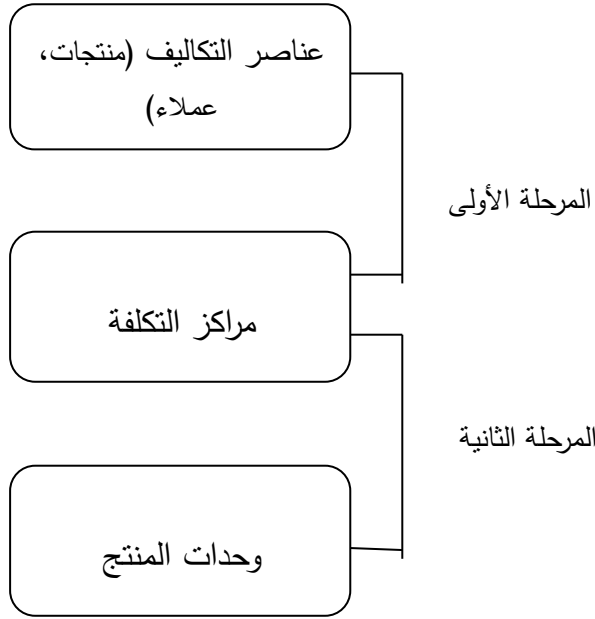 عناصر التكاليف (منتجات،
عملاء)
المرحلة الأولى
مراكز التكلفة
المرحلة الثانية
وحدات المنتج